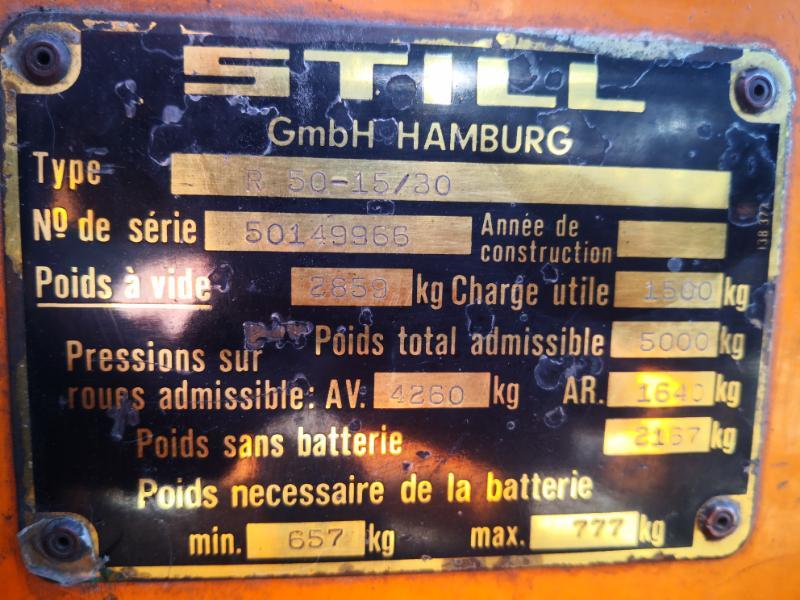 STILL
GmbH HAMBURG
Type R 50-15/30
Nº de série 50149966 Année de construction
Poids à vide 2859 kg Charge utile 1500 kg
Poids total admissible 5000 kg
Pressions sur
roues admissible: AV. 4260 kg AR. 1640 kg
Poids sans batterie 2167 kg
Poids necessaire de la batterie
min. 657 kg max. 777 kg
138 377